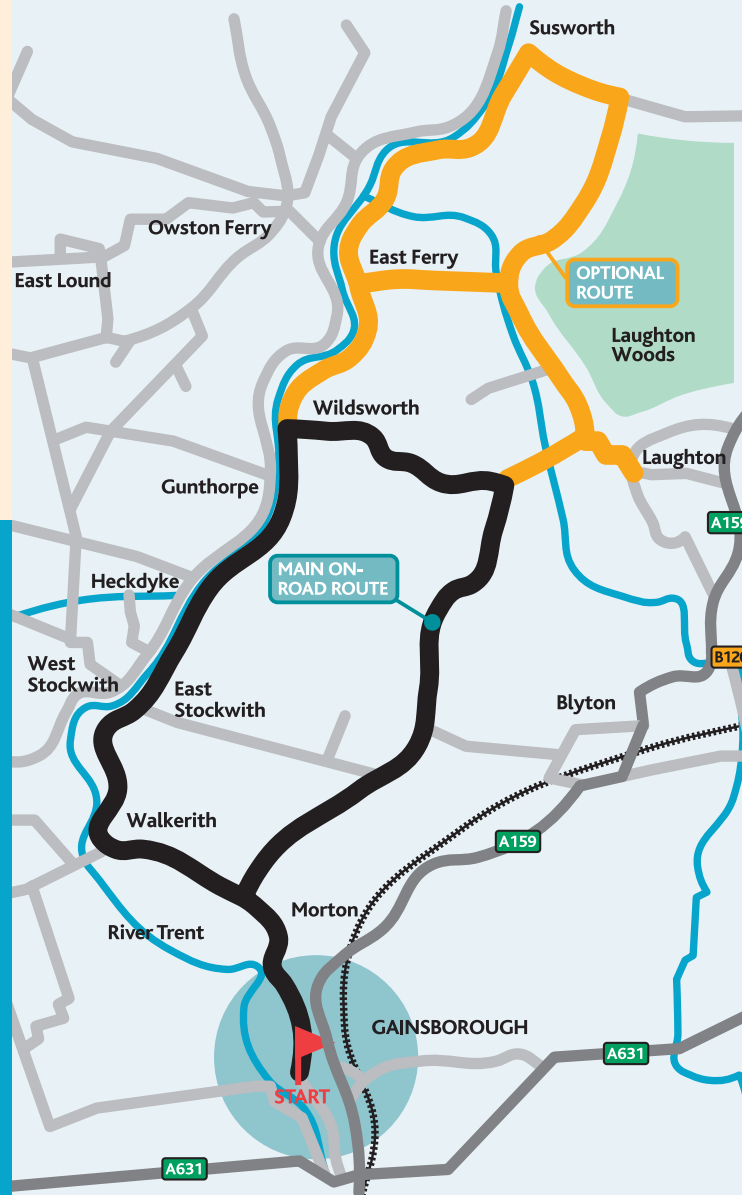 Susworth
Owston Ferry
East Ferry
East Lound
OPTIONAL
ROUTE
Laughton
Woods
Wildsworth
Laughton
Gunthorpe
MAIN ON-
ROAD ROUTE
Heckdyke
West
Stockwith
East
Stockwith
Blyton
Walkerith
A159
Morton
River Trent
GAINSBOROUGH
A631
START
A631